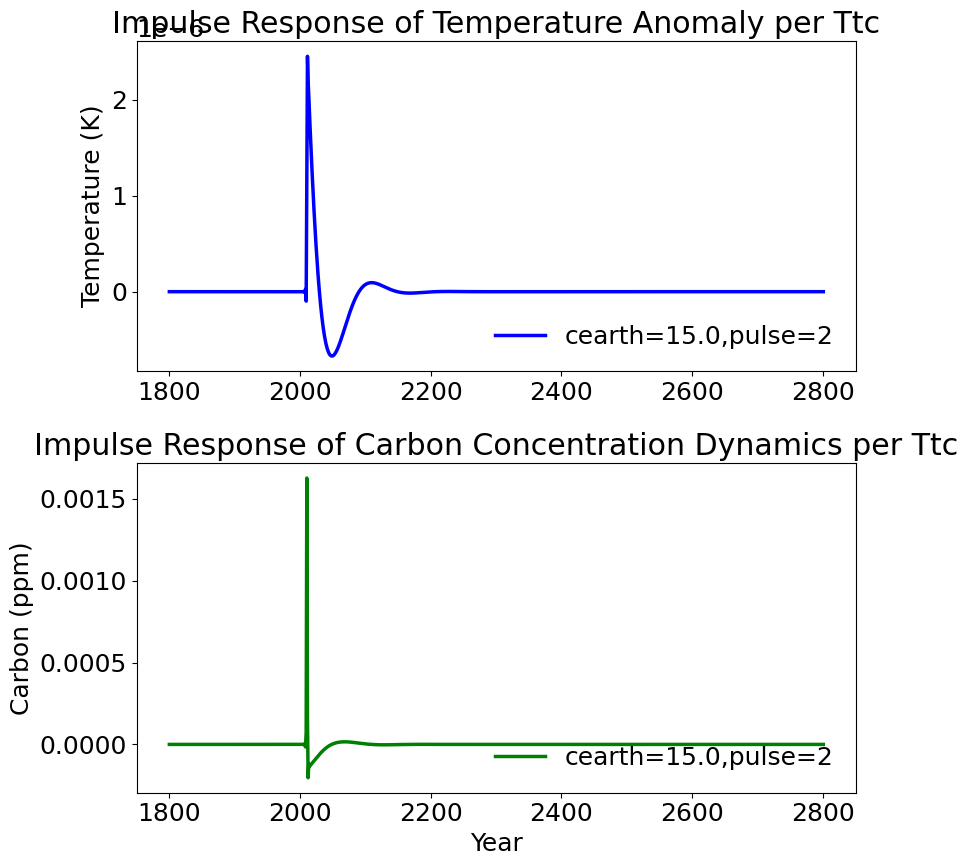 Impulse Response of Temperature Anomaly per Ttc
1e−6
Temperature (K)
2
1
0
cearth=15.0,pulse=2
1800 2000 2200 2400 2600 2800
Impulse Response of Carbon Concentration Dynamics per Ttc
Carbon (ppm)
0.0015
0.0010
0.0005
0.0000
cearth=15.0,pulse=2
1800 2000 2200 2400 2600 2800
Year